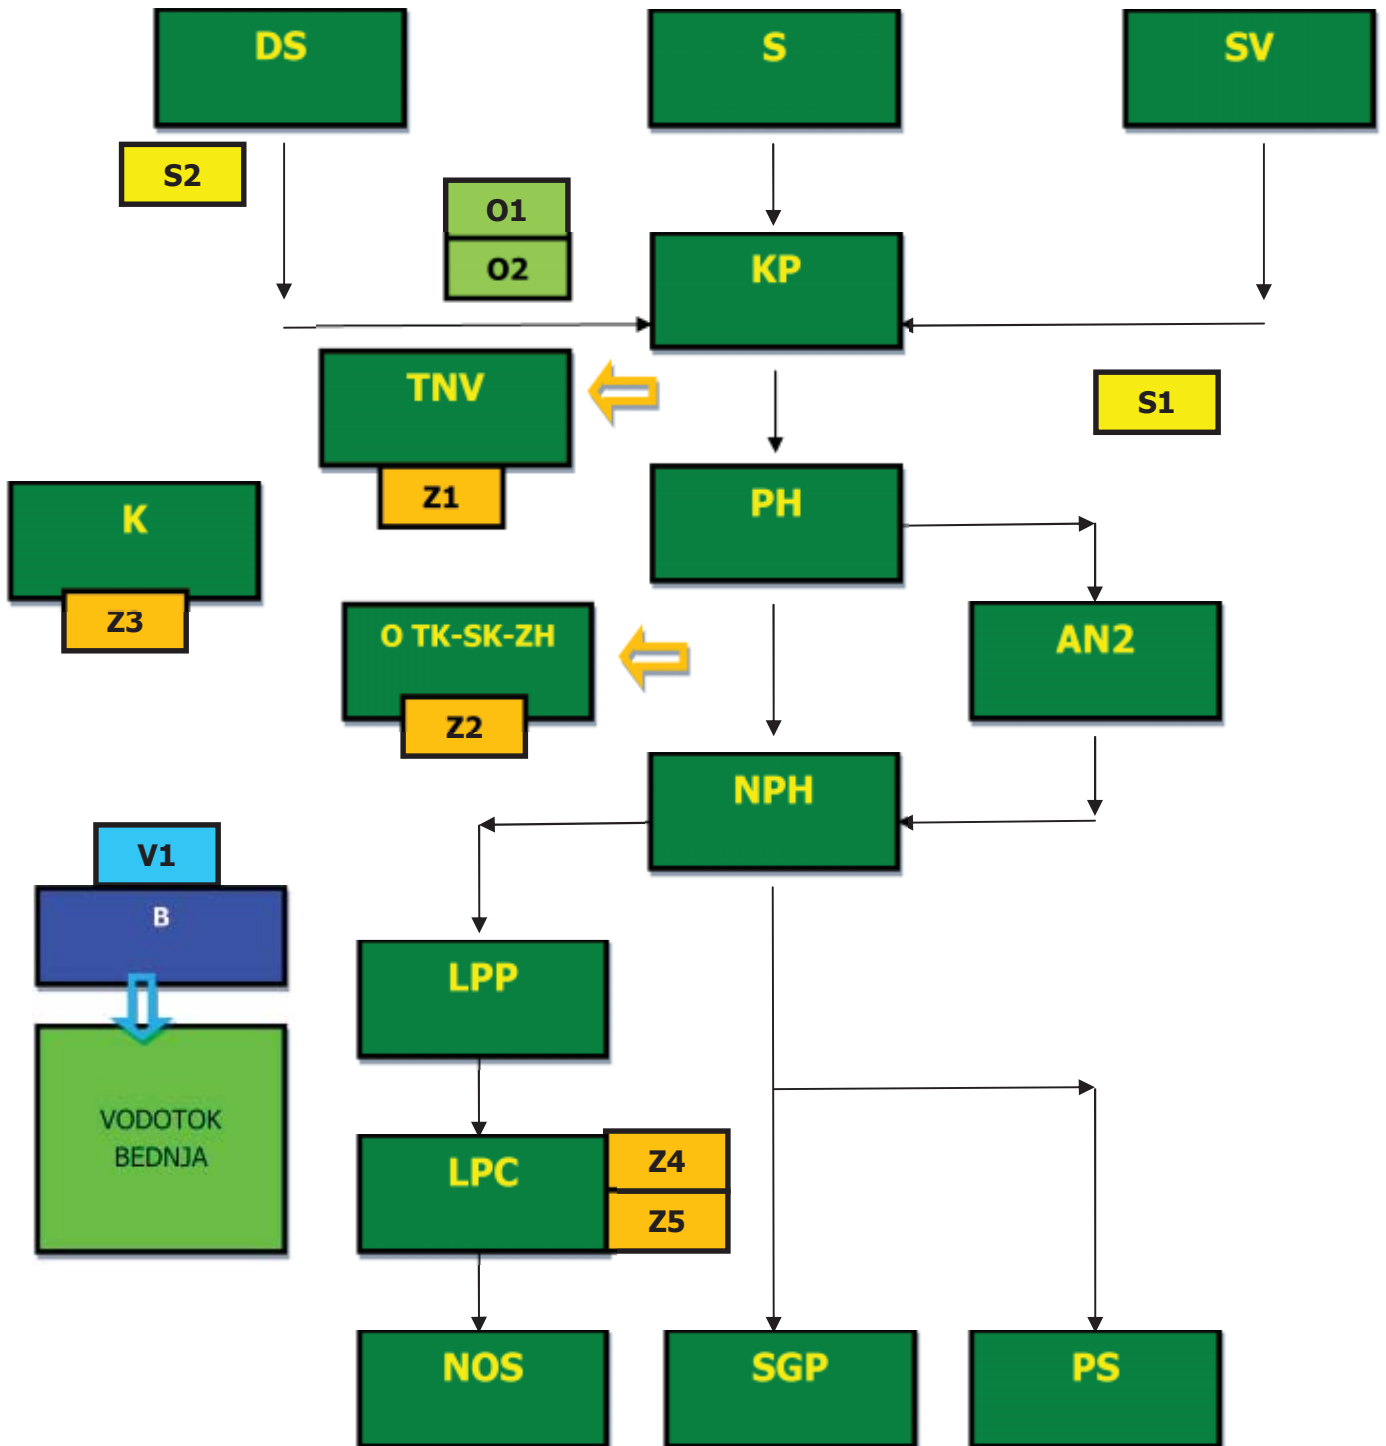 DS
S
SV
S2
O1
O2
KP
TNV
S1
Z1
PH
K
Z3
O TK-SK-ZH
Z2
AN2
NPH
V1
B
LPP
VODOTOK
BEDNJA
LPC
Z4
Z5
NOS
SGP
PS